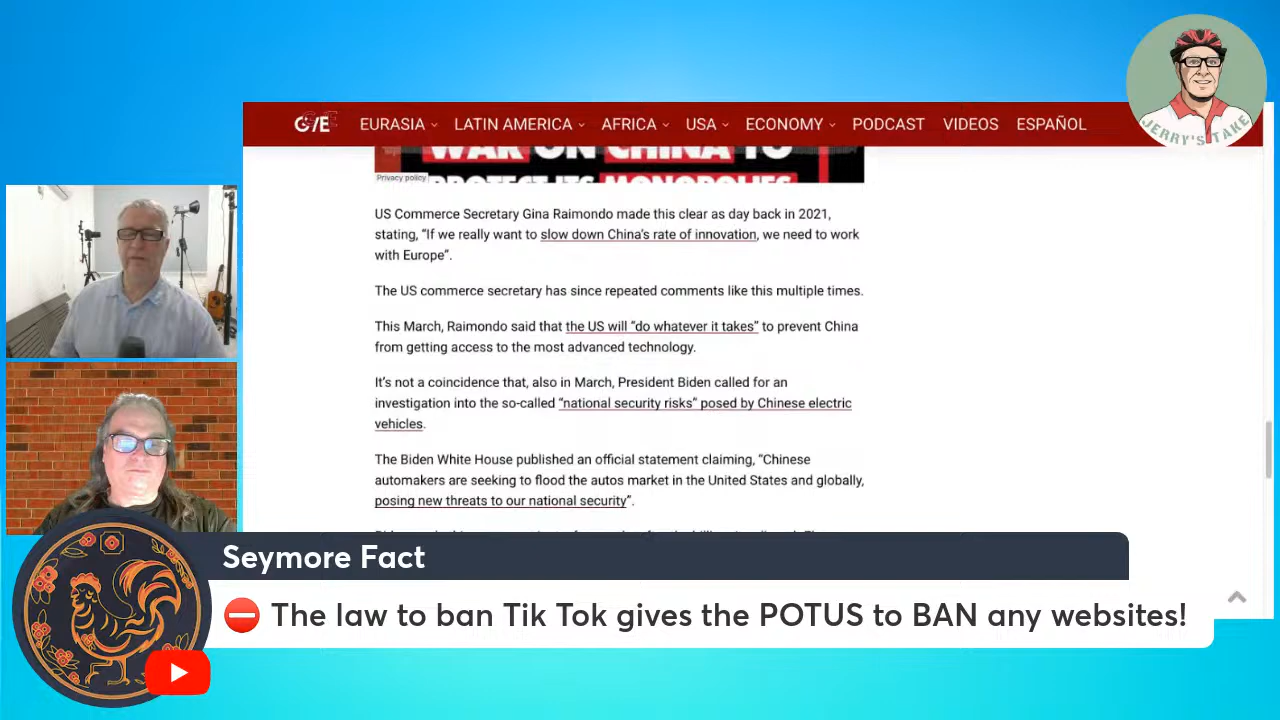 JERRY'S TAKE
G/E EURASIA LATIN AMERICA AFRICA USA ECONOMY PODCAST VIDEOS ESPAÑOL
WAR ON CHINA TO
PROTECT ITS MONOPOLIES
Privacy policy
US Commerce Secretary Gina Raimondo made this clear as day back in 2021,
stating, “If we really want to slow down China's rate of innovation, we need to work
with Europe”.
The US commerce secretary has since repeated comments like this multiple times.
This March, Raimondo said that the US will “do whatever it takes” to prevent China
from getting access to the most advanced technology.
It’s not a coincidence that, also in March, President Biden called for an
investigation into the so-called “national security risks” posed by Chinese electric
vehicles.
The Biden White House published an official statement claiming, “Chinese
automakers are seeking to flood the autos market in the United States and globally,
posing new threats to our national security”.
Seymore Fact
⛔ The law to ban Tik Tok gives the POTUS to BAN any websites!